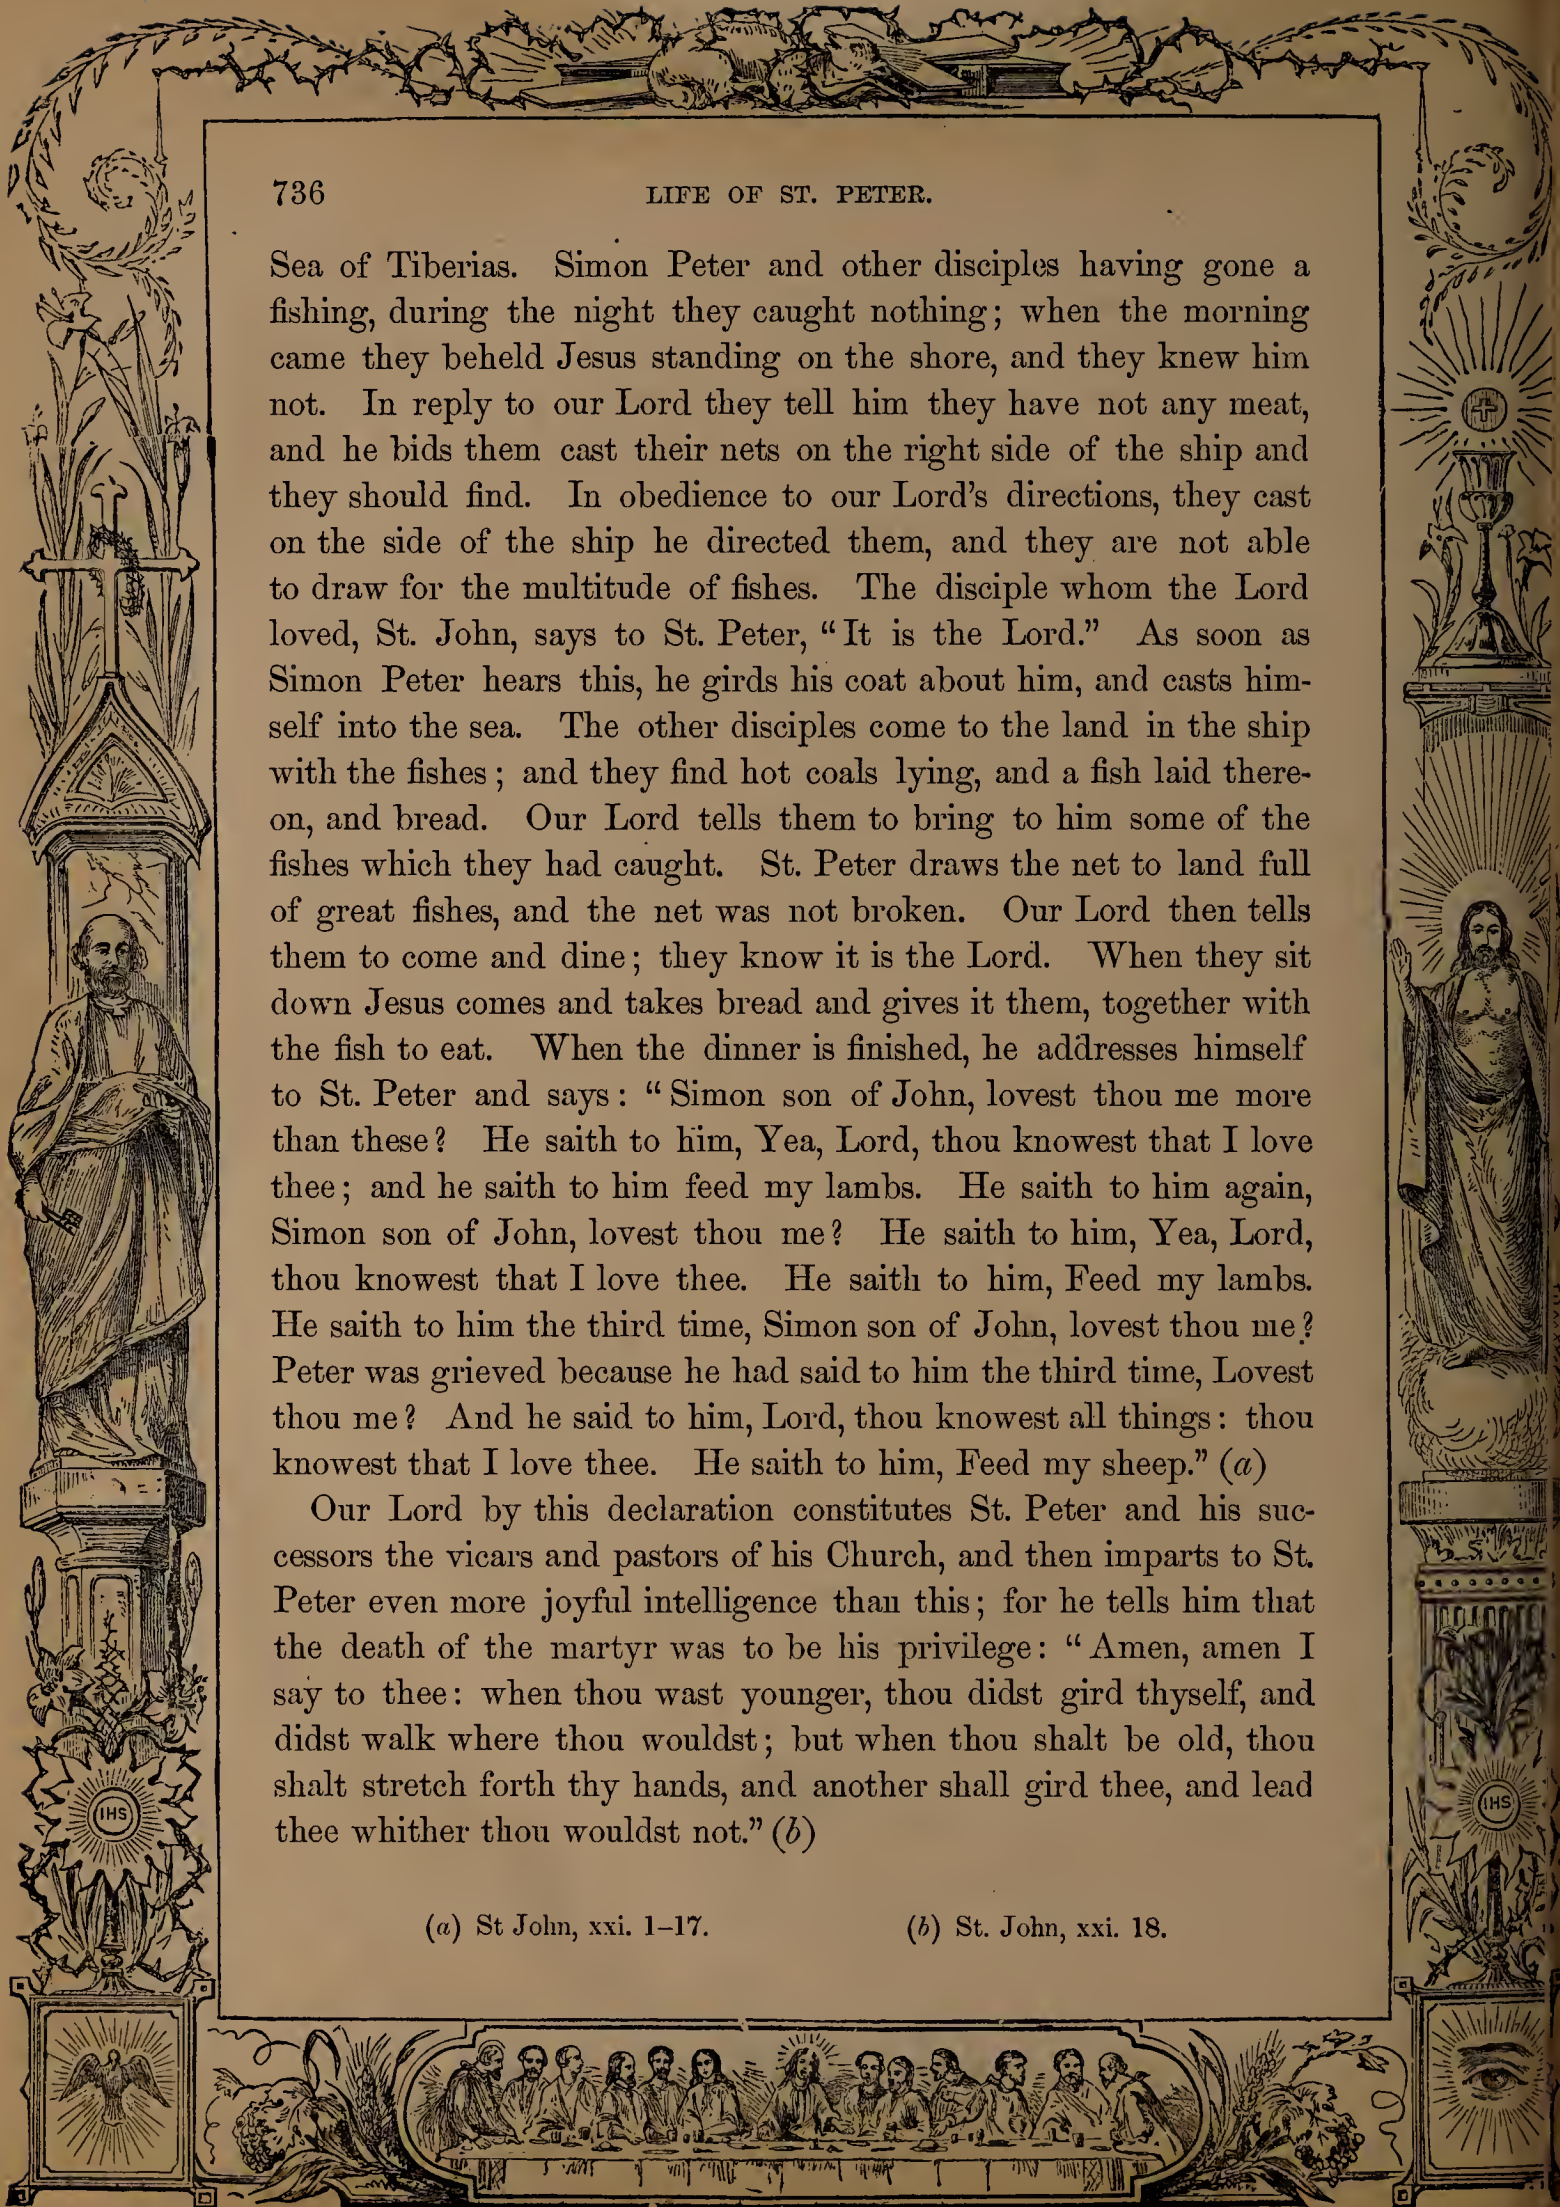 736 LIFE OF ST. PETER.
Sea of Tiberias. Simon Peter and other disciples having gone a
fishing, during the night they caught nothing; when the morning
came they beheld Jesus standing on the shore, and they knew him
not. In reply to our Lord they tell him they have not any meat,
and he bids them cast their nets on the right side of the ship and
they should find. In obedience to our Lord's directions, they cast
on the side of the ship he directed them, and they are not able
to draw for the multitude of fishes. The disciple whom the Lord
loved, St. John, says to St. Peter, “It is the Lord.” As soon as
Simon Peter hears this, he girds his coat about him, and casts him-
self into the sea. The other disciples come to the land in the ship
with the fishes; and they find hot coals lying, and a fish laid there-
on, and bread. Our Lord tells them to bring to him some of the
fishes which they had caught. St. Peter draws the net to land full
of great fishes, and the net was not broken. Our Lord then tells
them to come and dine; they know it is the Lord. When they sit
down Jesus comes and takes bread and gives it them, together with
the fish to eat. When the dinner is finished, he addresses himself
to St. Peter and says: “Simon son of John, lovest thou me more
than these? He saith to him, Yea, Lord, thou knowest that I love
thee; and he saith to him feed my lambs. He saith to him again,
Simon son of John, lovest thou me? He saith to him, Yea, Lord,
thou knowest that I love thee. He saith to him, Feed my lambs.
He saith to him the third time, Simon son of John, lovest thou me?
Peter was grieved because he had said to him the third time, Lovest
thou me? And he said to him, Lord, thou knowest all things: thou
knowest that I love thee. He saith to him, Feed my sheep.” (a)
Our Lord by this declaration constitutes St. Peter and his suc-
cessors the vicars and pastors of his Church, and then imparts to St.
Peter even more joyful intelligence than this; for he tells him that
the death of the martyr was to be his privilege: “Amen, amen I
say to thee: when thou wast younger, thou didst gird thyself, and
didst walk where thou wouldst; but when thou shalt be old, thou
shalt stretch forth thy hands, and another shall gird thee, and lead
thee whither thou wouldst not.” (b)
(a) St John, xxi. 1–17. (b) St. John, xxi. 18.
IHS
IHS